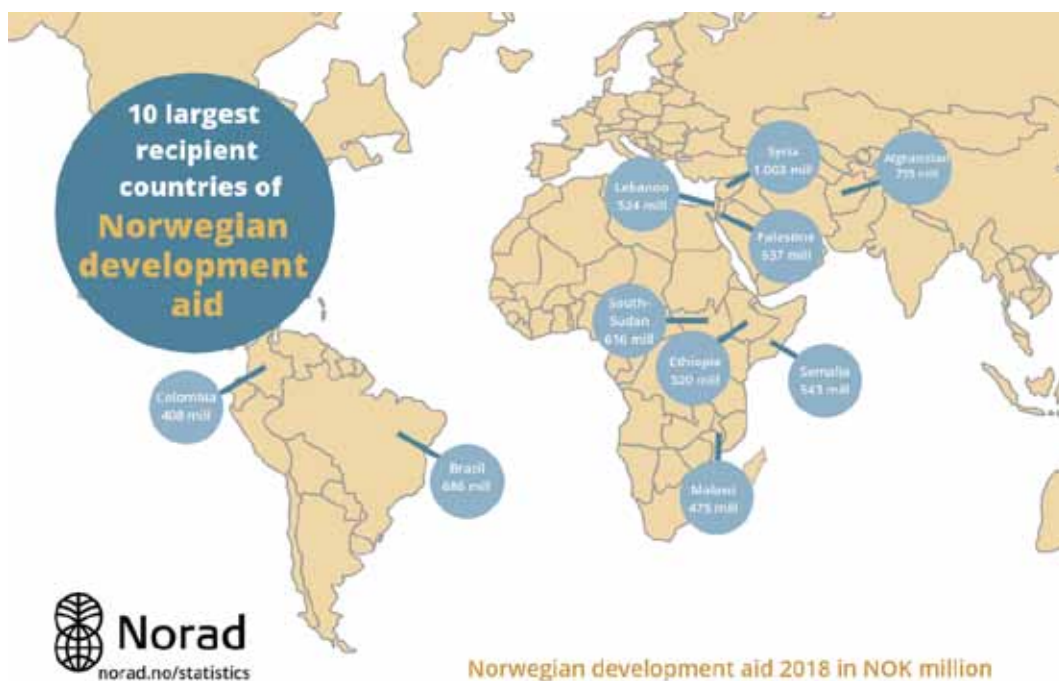 10 largest
recipient
countries of
Norwegian
development
aid
Syria
1.003 mill
Afghanistan
Lebanon
524 mill
Palestine
637 mill
South-
Sudan
616 mill
Ethiopia
520 mill
Somalia
543 mill
Colombia
408 mill
Brazil
686 mill
Malawi
475 mill
Norad
norad.no/statistics
Norwegian development aid 2018 in NOK million